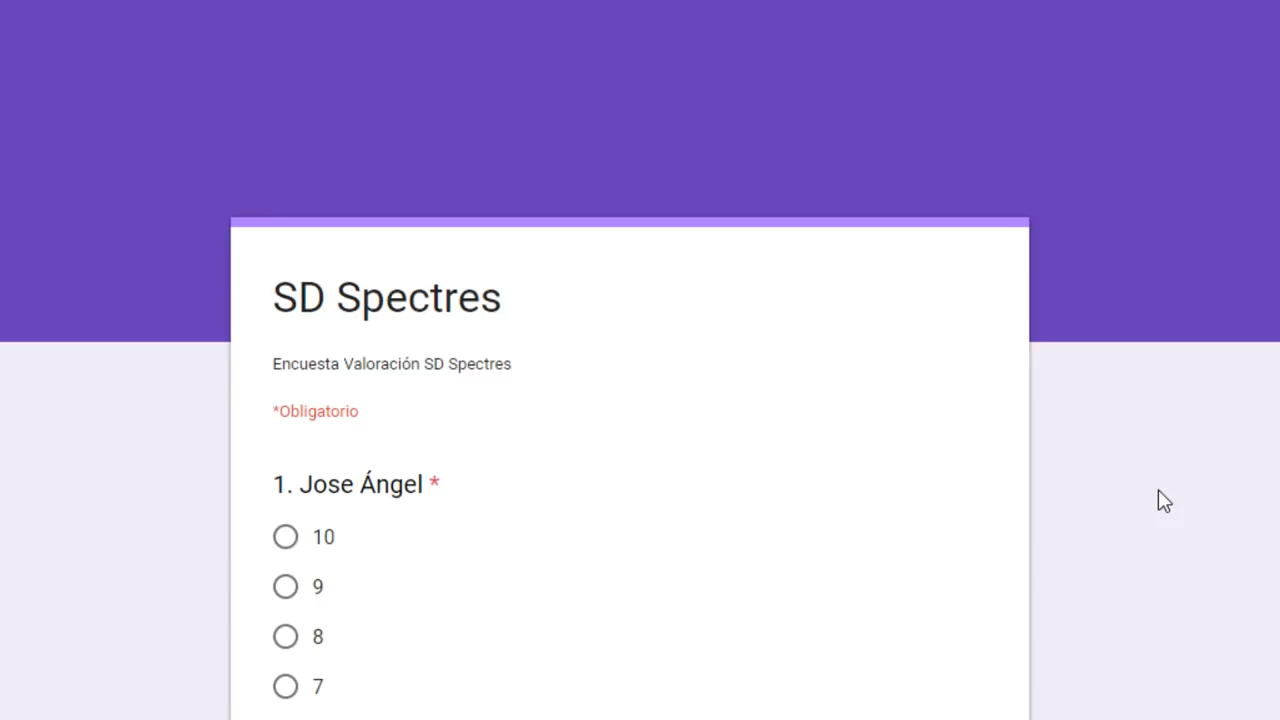 SD Spectres
Encuesta Valoración SD Spectres
*Obligatorio
1. Jose Ángel *
10
9
8
7